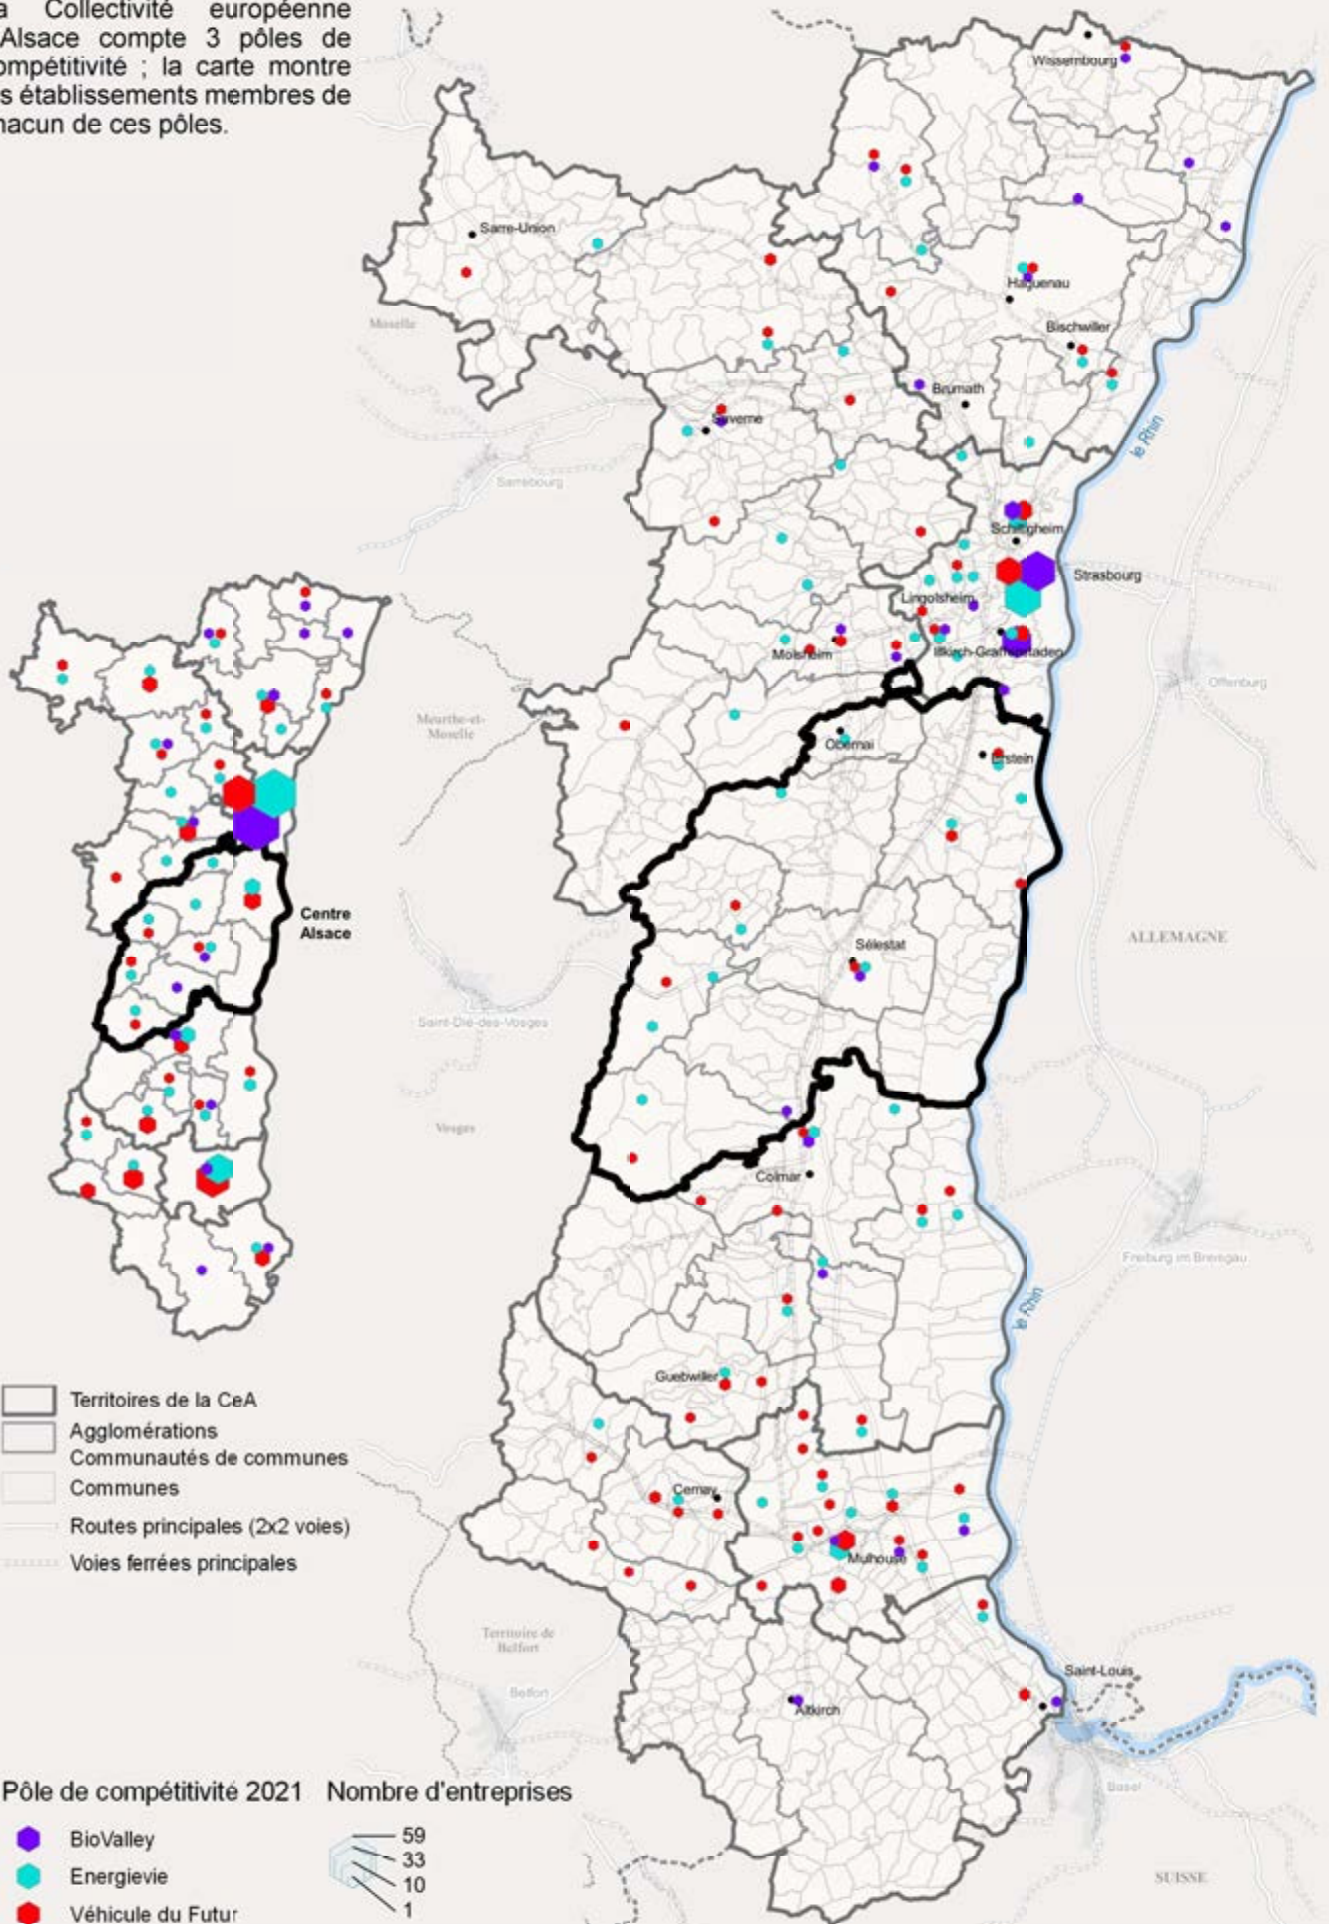 a Collectivité européenne
Alsace compte 3 pôles de
ompétitivité ; la carte montre
s établissements membres de
hacun de ces pôles.
Wissembourg
Sarre-Union
Moselle
Haguenau
Bischwiller
Brumath
Saverne
le Rhin
Sarrebourg
Schiltigheim
Strasbourg
Lingolsheim
Molsheim
Illkirch-Graffenstaden
Offenburg
Meurthe-et-
Moselle
Obernai
Erstein
Centre
Alsace
ALLEMAGNE
Sélestat
Saint-Dié-des-Vosges
Vosges
Colmar
Freiburg im Breisgau
le Rhin
Guebwiller
Territoires de la CeA
Agglomérations
Communautés de communes
Communes
Routes principales (2x2 voies)
Voies ferrées principales
Cernay
Mulhouse
Territoire de
Belfort
Belfort
Saint-Louis
Altkirch
Basel
SUISSE
Pôle de compétitivité 2021
BioValley
Energievie
Véhicule du Futur
Nombre d'entreprises
59
33
10
1